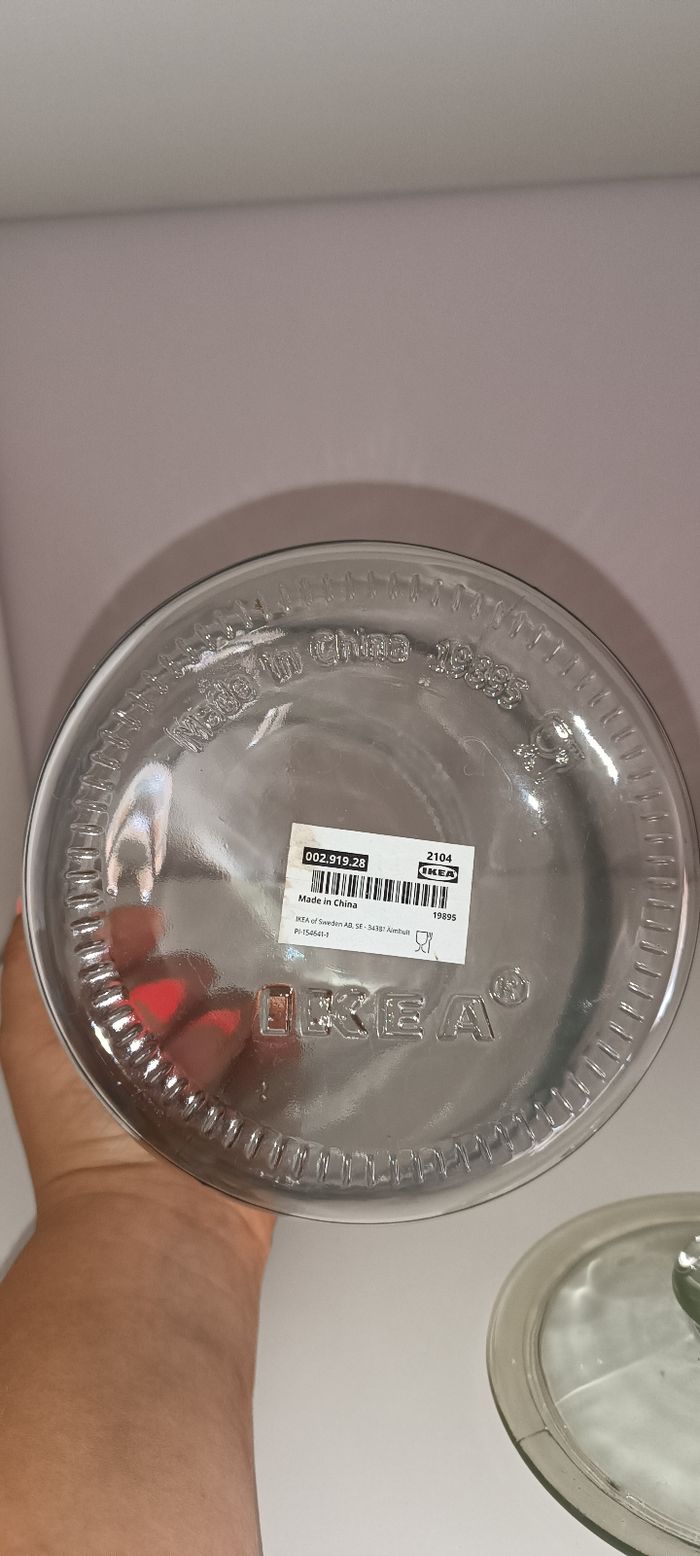 Made in China 19895
002.919.28
2104
IKEA
Made in China
19895
IKEA of Sweden AB, SE - 34381 Älmhult
PI-154641-1
IKEA®